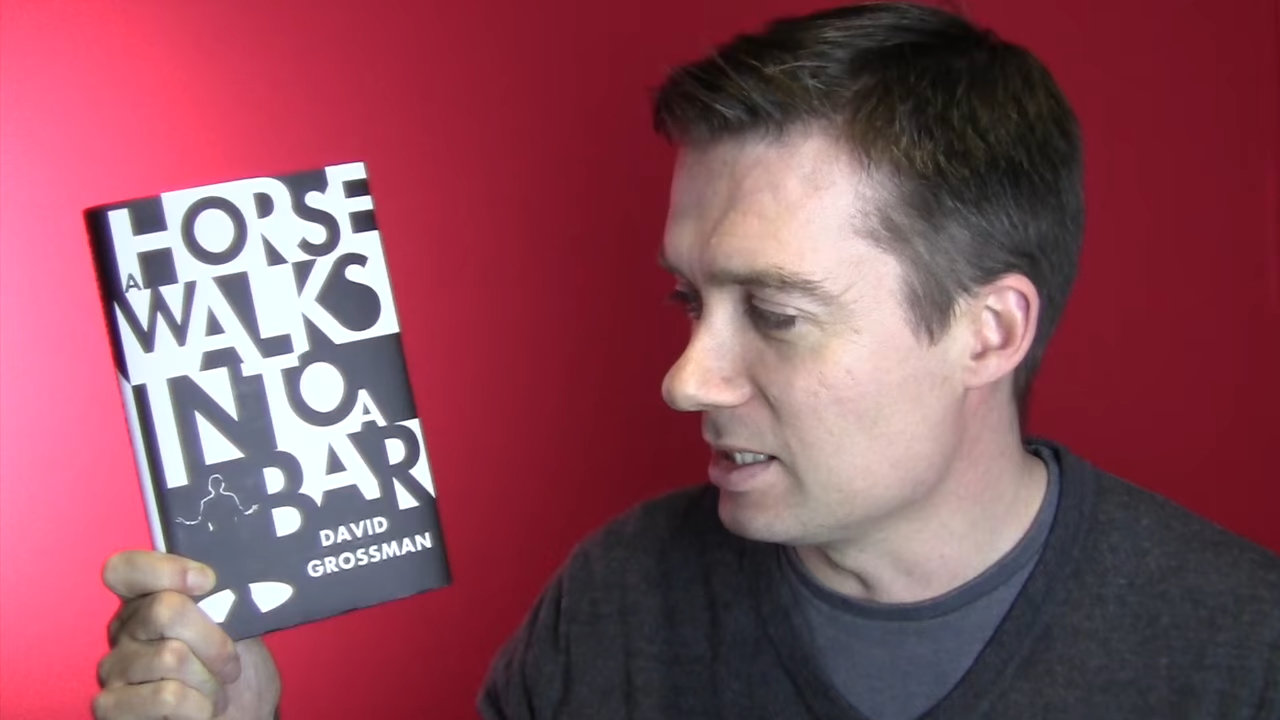 A HORSE
WALKS
INTO A
BAR
DAVID
GROSSMAN